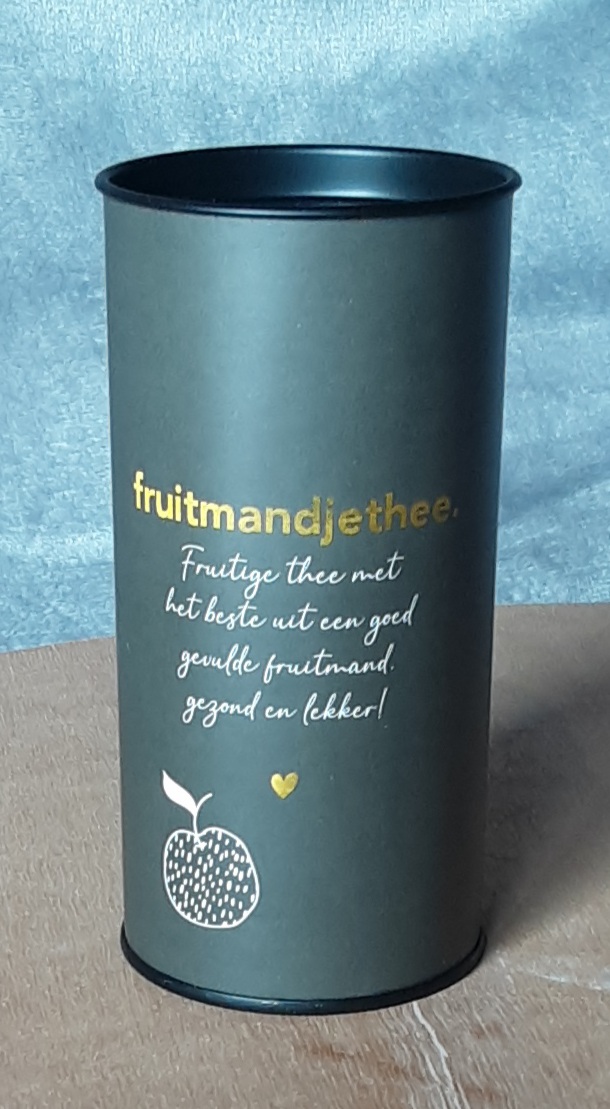 fruitmandjethee.
Fruitige thee met
het beste uit een goed
gevulde fruitmand.
gezond en lekker!